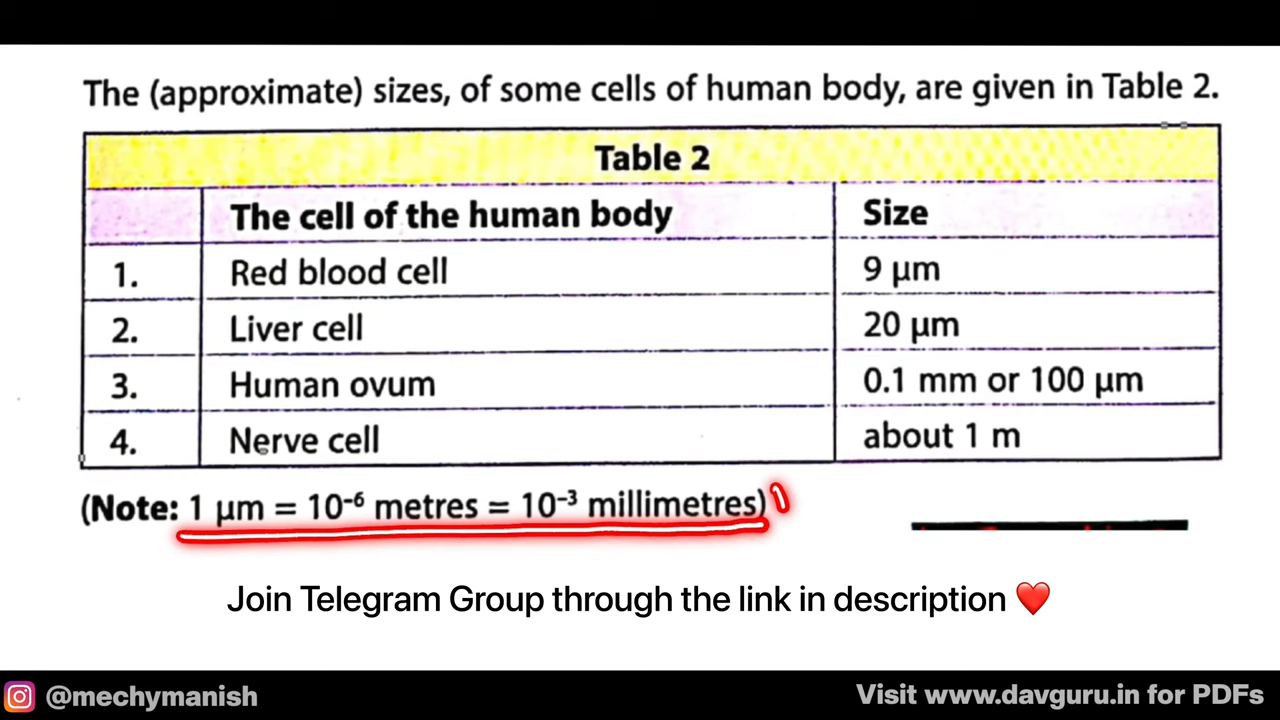 The (approximate) sizes, of some cells of human body, are given in Table 2.
Table 2
The cell of the human body Size
1. Red blood cell 9 µm
2. Liver cell 20 µm
3. Human ovum 0.1 mm or 100 µm
4. Nerve cell about 1 m
(Note: 1 µm = 10⁻⁶ metres = 10⁻³ millimetres)
Join Telegram Group through the link in description ❤️
@mechymanish Visit www.davguru.in for PDFs